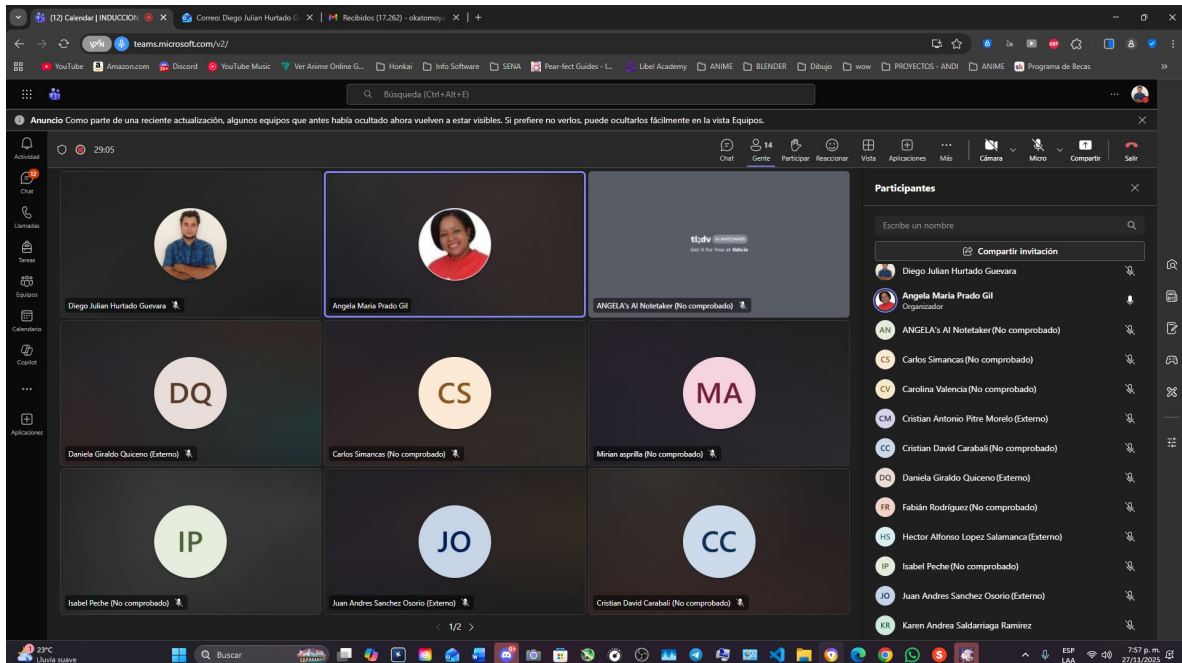 (12) Calendar | INDUCCION
Correo: Diego Julian Hurtado G
Recibidos (17.262) - okatomoy
teams.microsoft.com/v2/
YouTube
Amazon.com
Discord
YouTube Music
Ver Anime Online G...
Honkai
Info Software
SENA
Pear-fect Guides - L...
Libel Academy
ANIME
BLENDER
Dibujo
wow
PROYECTOS - ANDI
ANIME
Programa de Becas
Búsqueda (Ctrl+Alt+E)
Anuncio Como parte de una reciente actualización, algunos equipos que antes había ocultado ahora vuelven a estar visibles. Si prefiere no verlos, puede ocultarlos fácilmente en la vista Equipos.
Actividad
12
Chat
Llamadas
Tareas
Equipos
Calendario
Copilot
Aplicaciones
29:05
Chat
14
Gente
Participar
Reaccionar
Vista
Aplicaciones
Más
Cámara
Micro
Compartir
Salir
Diego Julian Hurtado Guevara
Angela Maria Prado Gil
tl;dv AI NOTETAKER
Get it for free at tldv.io
ANGELA's AI Notetaker (No comprobado)
DQ
Daniela Giraldo Quiceno (Externo)
CS
Carlos Simancas (No comprobado)
MA
Mirian asprilla (No comprobado)
IP
Isabel Peche (No comprobado)
JO
Juan Andres Sanchez Osorio (Externo)
CC
Cristian David Carabali (No comprobado)
1/2
Participantes
Escribe un nombre
Compartir invitación
Diego Julian Hurtado Guevara
Angela Maria Prado Gil
Organizador
AN ANGELA's AI Notetaker (No comprobado)
CS Carlos Simancas (No comprobado)
CV Carolina Valencia (No comprobado)
CM Cristian Antonio Pitre Morelo (Externo)
CC Cristian David Carabali (No comprobado)
DQ Daniela Giraldo Quiceno (Externo)
FR Fabián Rodríguez (No comprobado)
HS Hector Alfonso Lopez Salamanca (Externo)
IP Isabel Peche (No comprobado)
JO Juan Andres Sanchez Osorio (Externo)
KR Karen Andrea Saldarriaga Ramirez
23°C
Lluvia suave
Buscar
ESP
LAA
7:57 p. m.
27/11/2025